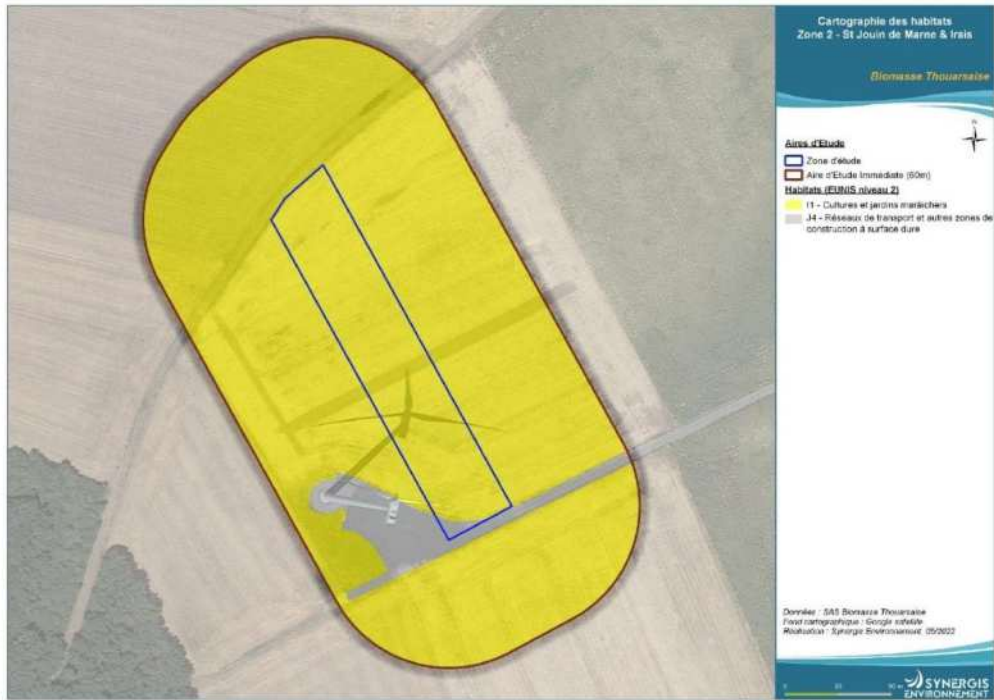 Cartographie des habitats
Zone 2 - St Jouin de Marne & Irais
Biomasse Thouarsaise
N
Aires d'Etude
Zone d'étude
Aire d'Etude Immédiate (60m)
Habitats (EUNIS niveau 2)
I1 - Cultures et jardins maraîchers
J4 - Réseaux de transport et autres zones de
construction à surface dure
Données : SAS Biomasse Thouarsaise
Fond cartographique : Google satellite
Réalisation : Synergis Environnement 05/2022
0
SYNERGIS
ENVIRONNEMENT